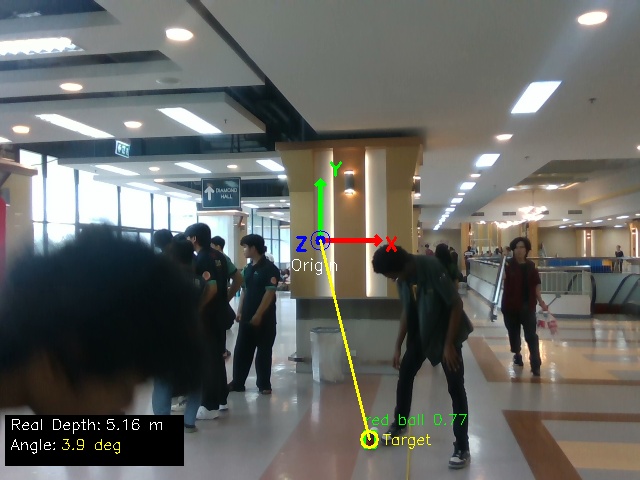 DIAMOND
HALL
Y
Z
X
Origin
red ball 0.77
Target
Real Depth: 5.16 m
Angle: 3.9 deg